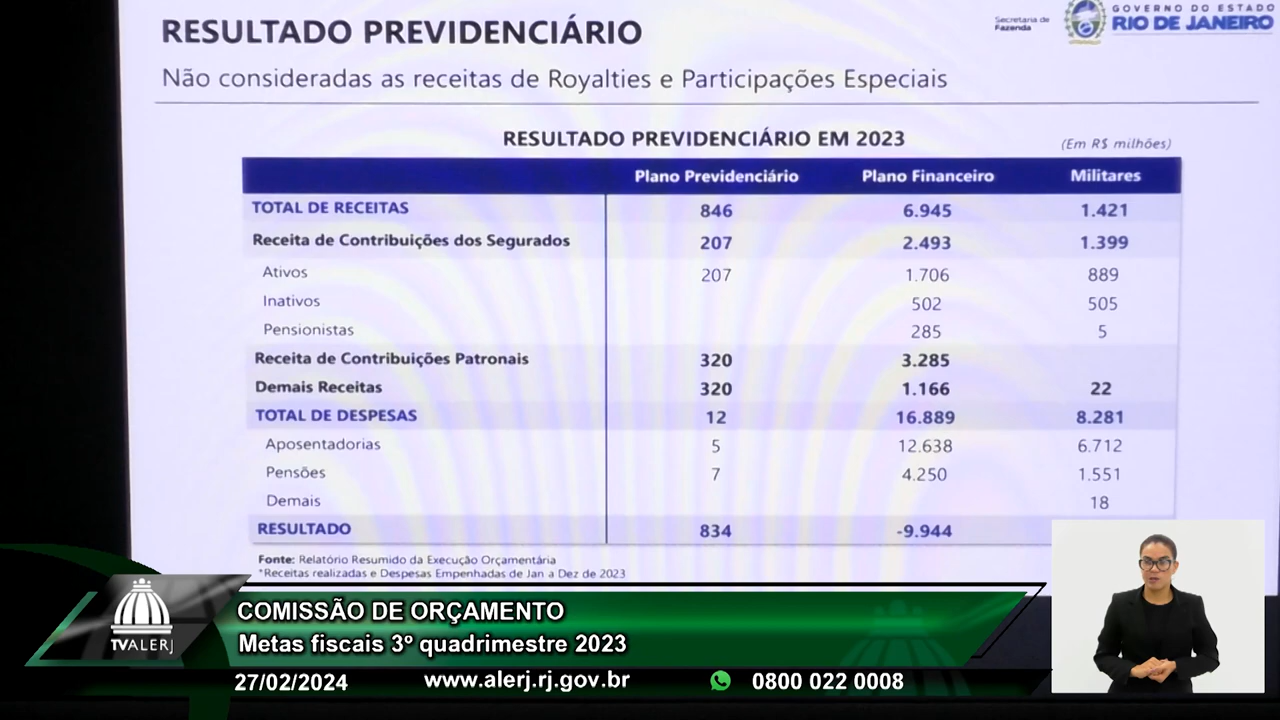 RESULTADO PREVIDENCIÁRIO
Secretaria de
Fazenda
GOVERNO DO ESTADO
RIO DE JANEIRO
Não consideradas as receitas de Royalties e Participações Especiais
RESULTADO PREVIDENCIÁRIO EM 2023
(Em R$ milhões)
Plano Previdenciário Plano Financeiro Militares
TOTAL DE RECEITAS 846 6.945 1.421
Receita de Contribuições dos Segurados 207 2.493 1.399
Ativos 207 1.706 889
Inativos 502 505
Pensionistas 285 5
Receita de Contribuições Patronais 320 3.285
Demais Receitas 320 1.166 22
TOTAL DE DESPESAS 12 16.889 8.281
Aposentadorias 5 12.638 6.712
Pensões 7 4.250 1.551
Demais 18
RESULTADO 834 -9.944
Fonte: Relatório Resumido da Execução Orçamentária
*Receitas realizadas e Despesas Empenhadas de Jan a Dez de 2023
TVALERJ
COMISSÃO DE ORÇAMENTO
Metas fiscais 3º quadrimestre 2023
27/02/2024 www.alerj.rj.gov.br 0800 022 0008